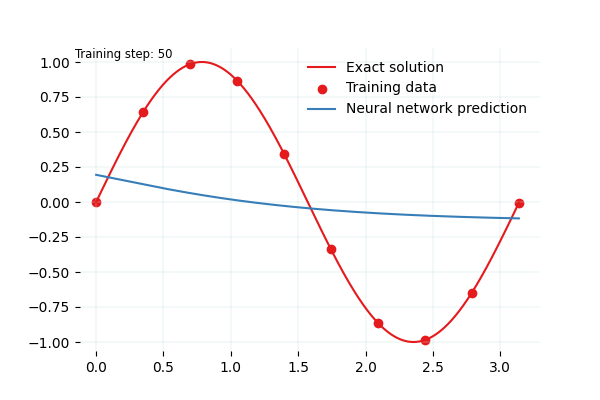 Training step: 50
Exact solution
Training data
Neural network prediction
1.00
0.75
0.50
0.25
0.00
−0.25
−0.50
−0.75
−1.00
0.0 0.5 1.0 1.5 2.0 2.5 3.0